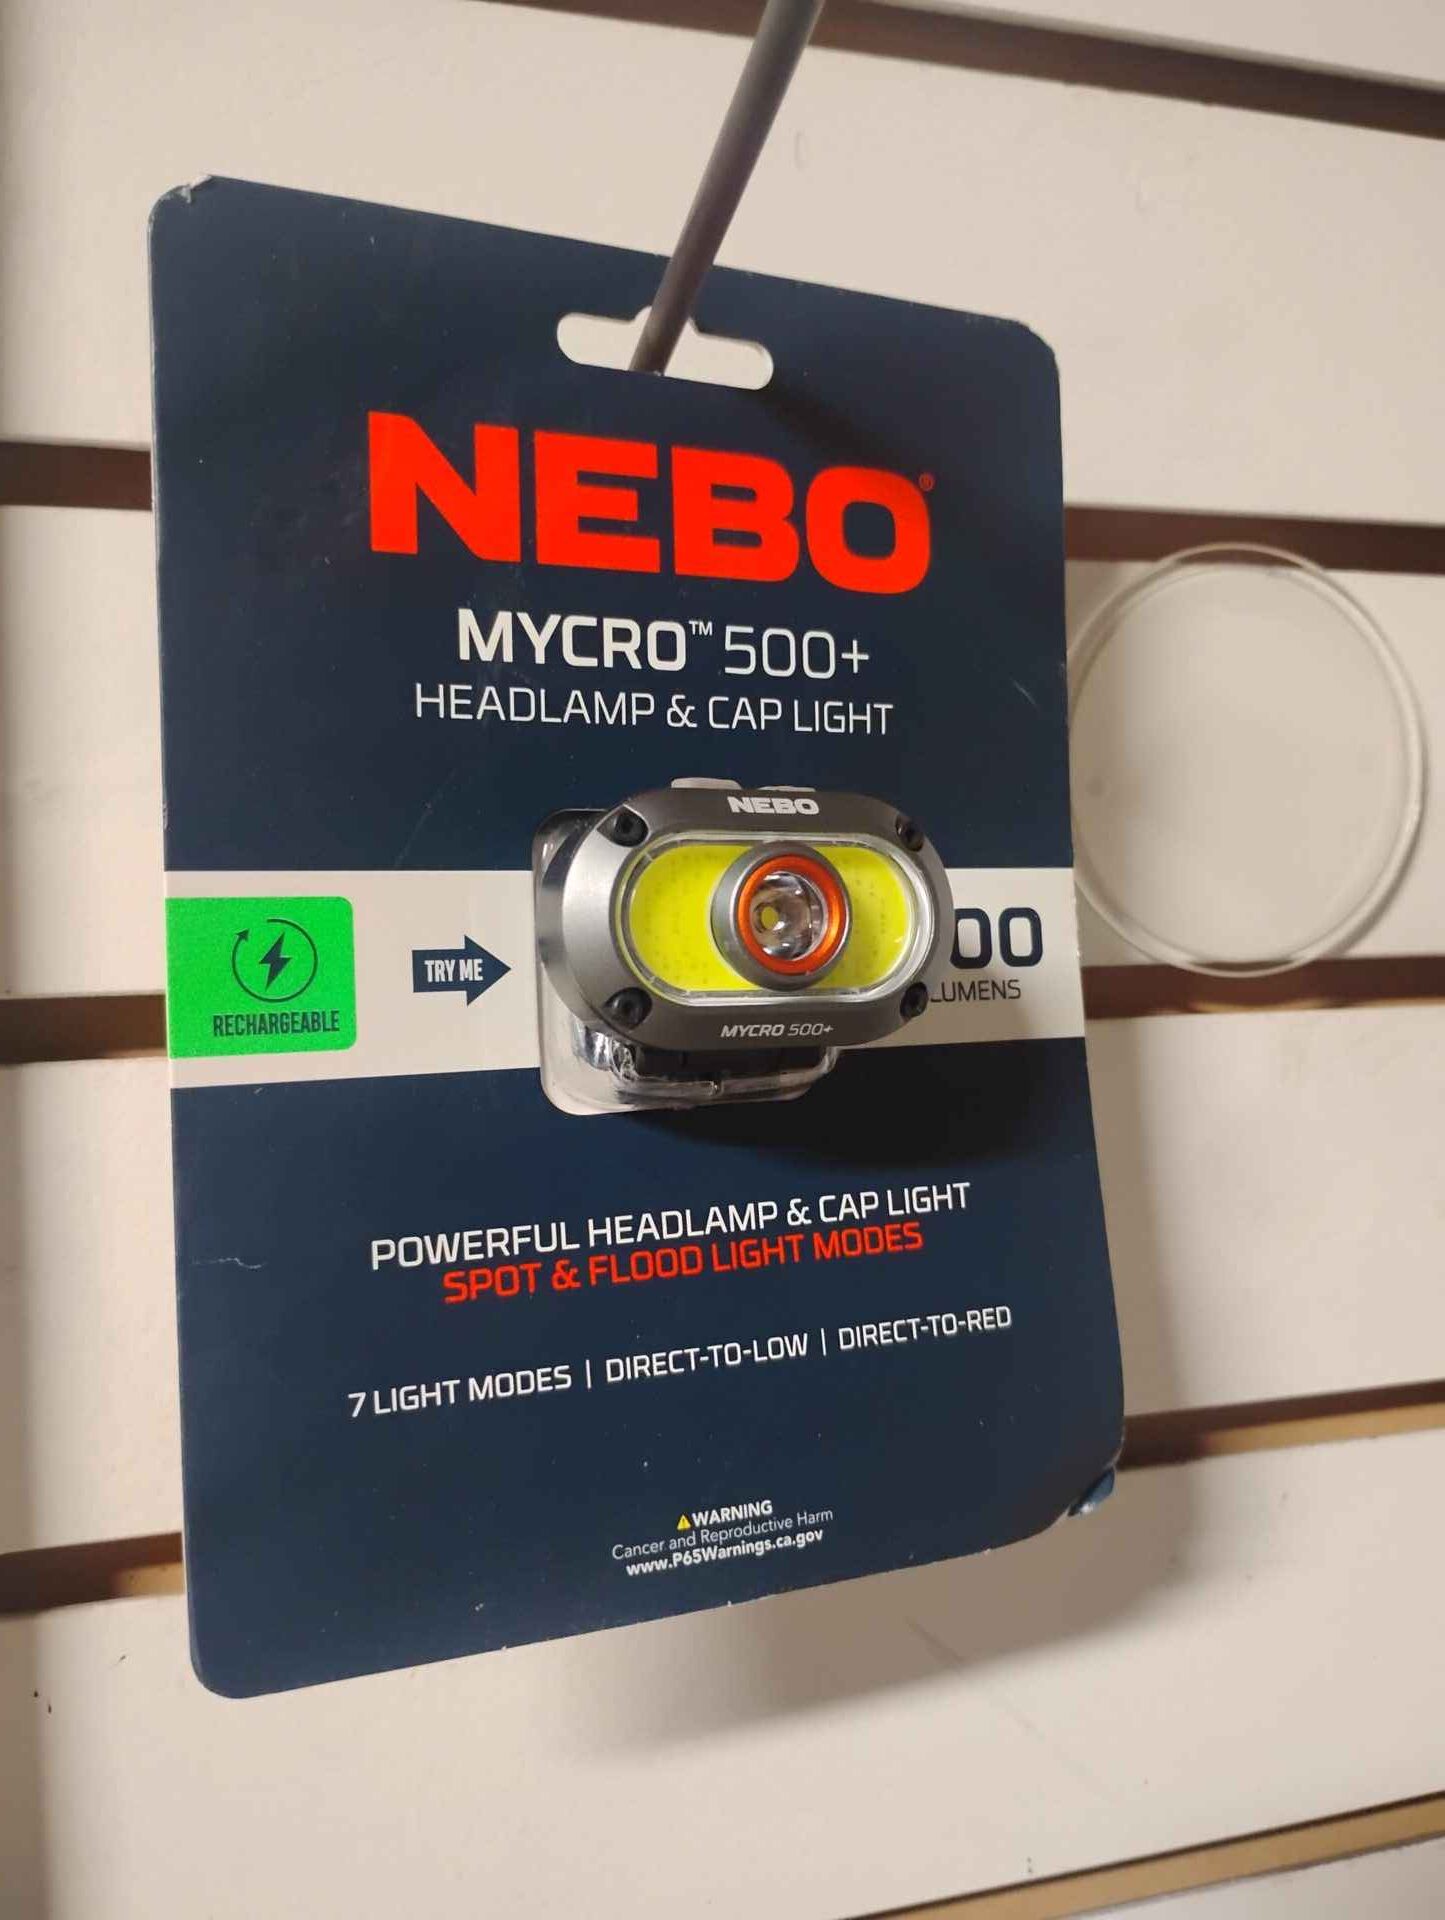 NEBO®
MYCRO™ 500+
HEADLAMP & CAP LIGHT
NEBO
RECHARGEABLE
TRY ME
00
LUMENS
MYCRO 500+
POWERFUL HEADLAMP & CAP LIGHT
SPOT & FLOOD LIGHT MODES
7 LIGHT MODES | DIRECT-TO-LOW | DIRECT-TO-RED
WARNING
Cancer and Reproductive Harm
www.P65Warnings.ca.gov